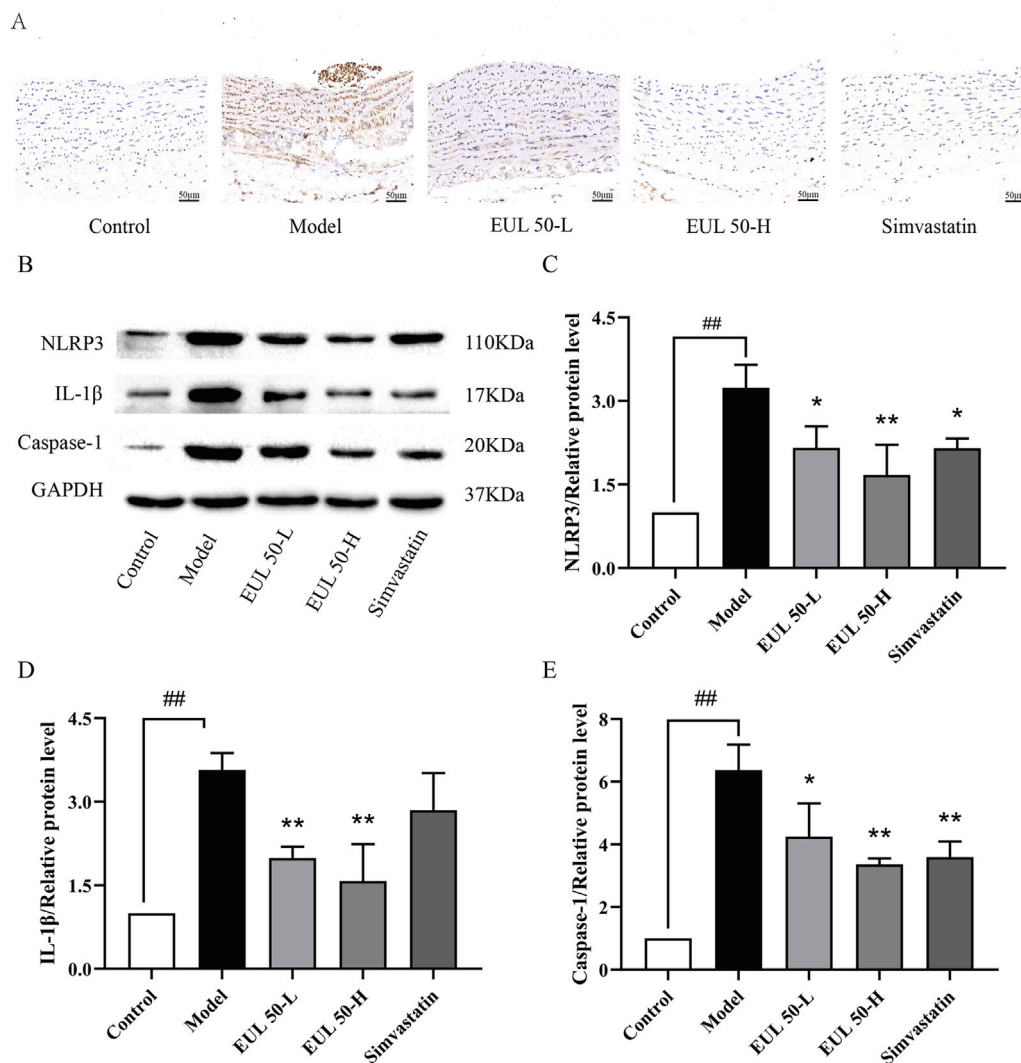 A
50μm 50μm 50μm 50μm 50μm
Control Model EUL 50-L EUL 50-H Simvastatin
B
NLRP3 110KDa
IL-1β 17KDa
Caspase-1 20KDa
GAPDH 37KDa
Control Model EUL 50-L EUL 50-H Simvastatin
C
NLRP3/Relative protein level
4.5
3.0
1.5
0.0
##
* ** *
Control Model EUL 50-L EUL 50-H Simvastatin
D
IL-1β/Relative protein level
4.5
3.0
1.5
0.0
##
** **
Control Model EUL 50-L EUL 50-H Simvastatin
E
Caspase-1/Relative protein level
8
6
4
2
0
##
* ** **
Control Model EUL 50-L EUL 50-H Simvastatin